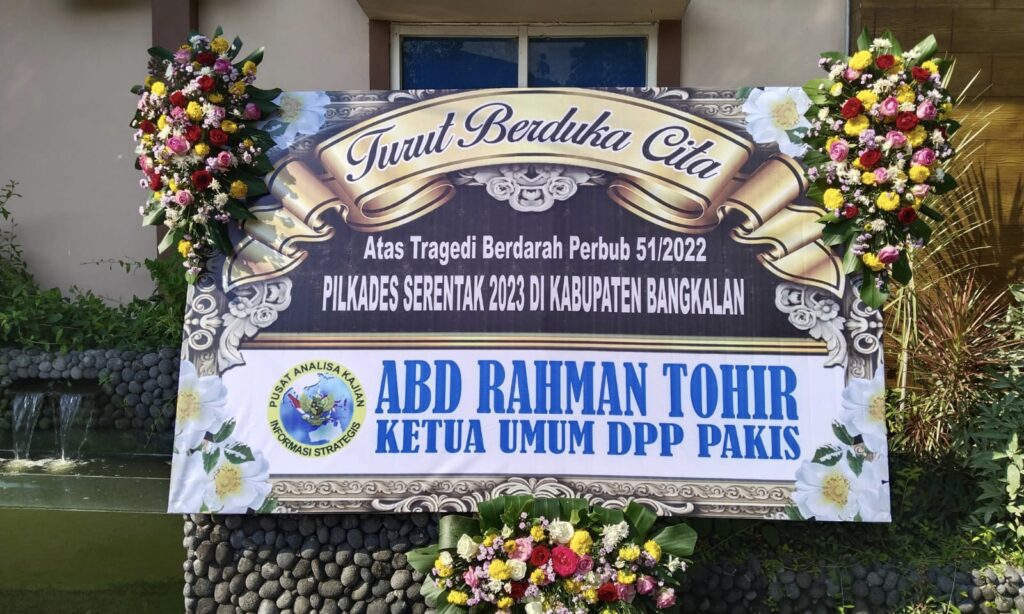 Turut Berduka Cita
Atas Tragedi Berdarah Perbub 51/2022
PILKADES SERENTAK 2023 DI KABUPATEN BANGKALAN
PUSAT ANALISA KAJIAN
INFORMASI STRATEGIS
ABD RAHMAN TOHIR
KETUA UMUM DPP PAKIS